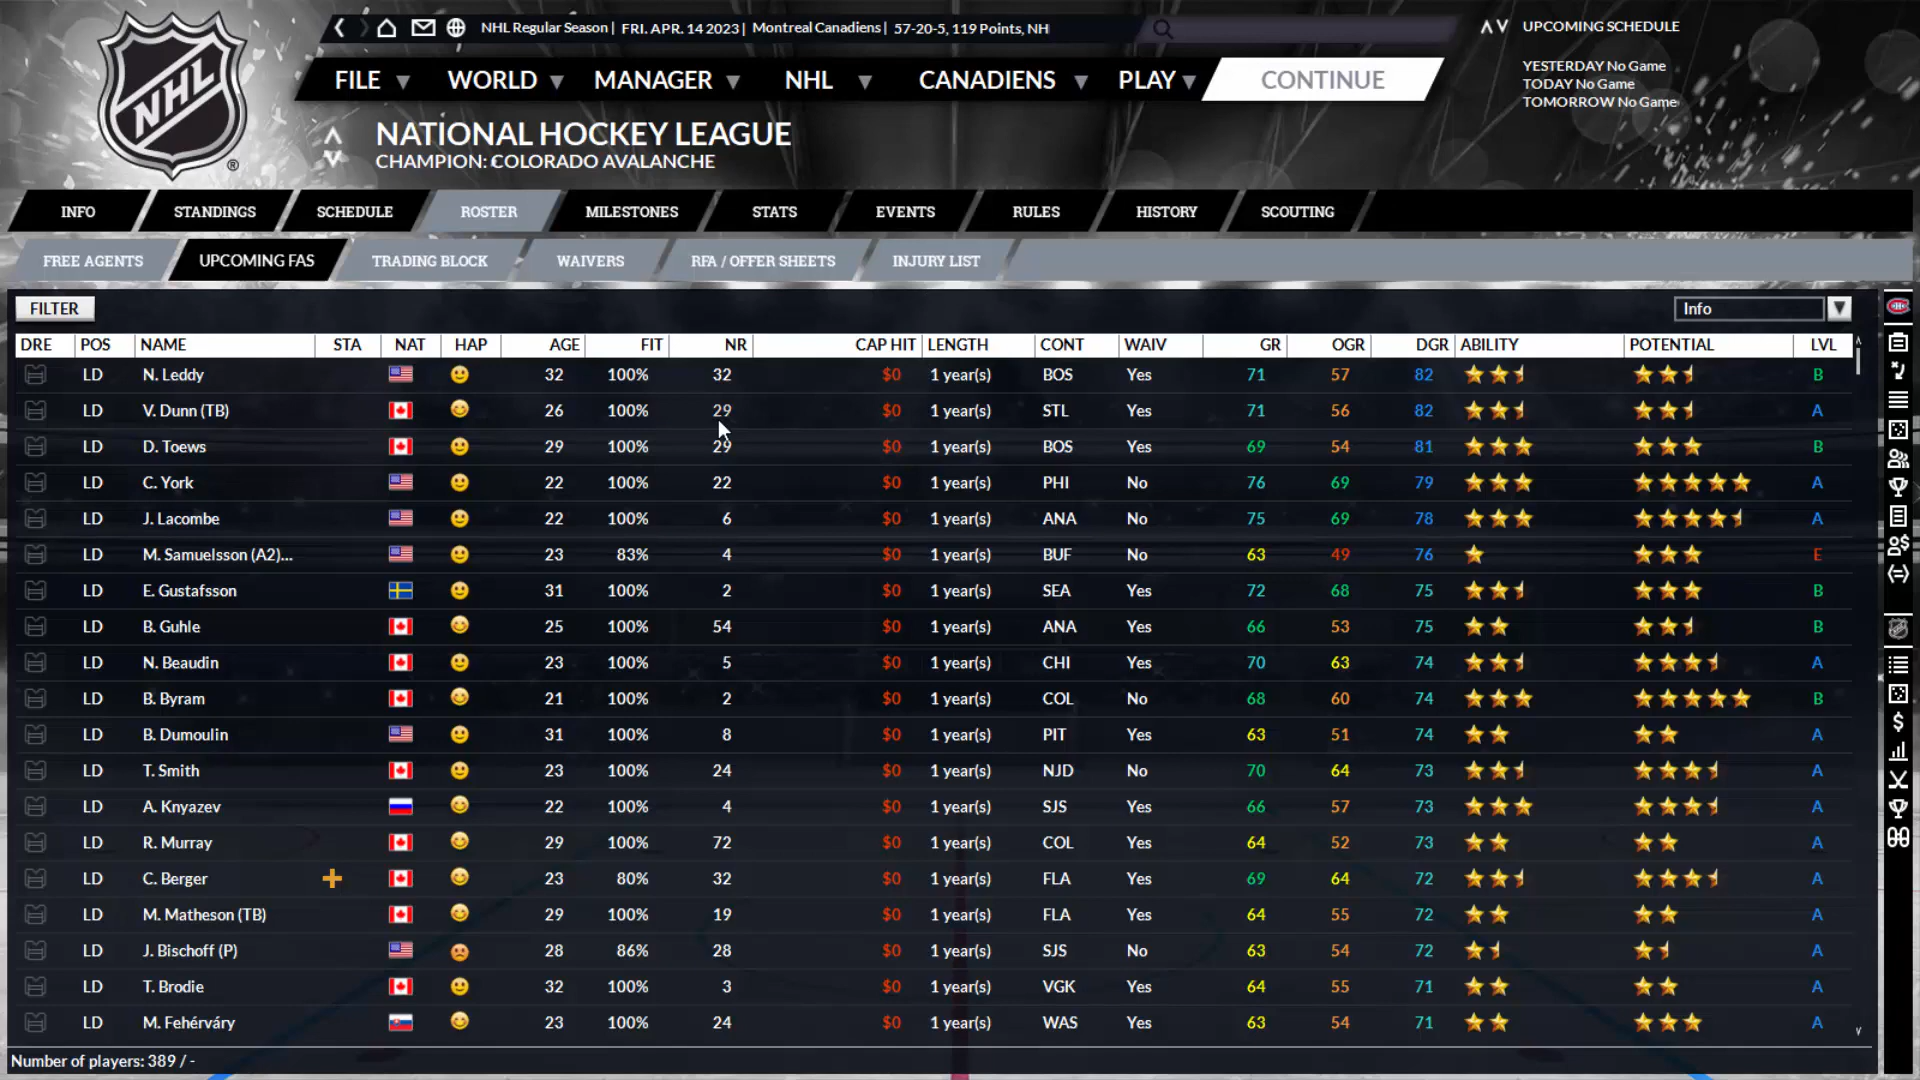 NHL Regular Season | FRI. APR. 14 2023 | Montreal Canadiens | 57-20-5, 119 Points, NH
UPCOMING SCHEDULE
YESTERDAY No Game
TODAY No Game
TOMORROW No Game
FILE WORLD MANAGER NHL CANADIENS PLAY CONTINUE
NHL
®
NATIONAL HOCKEY LEAGUE
CHAMPION: COLORADO AVALANCHE
INFO STANDINGS SCHEDULE ROSTER MILESTONES STATS EVENTS RULES HISTORY SCOUTING
FREE AGENTS UPCOMING FAS TRADING BLOCK WAIVERS RFA / OFFER SHEETS INJURY LIST
FILTER Info
DRE POS NAME STA NAT HAP AGE FIT NR CAP HIT LENGTH CONT WAIV GR OGR DGR ABILITY POTENTIAL LVL
LD N. Leddy 32 100% 32 $0 1 year(s) BOS Yes 71 57 82 B
LD V. Dunn (TB) 26 100% 29 $0 1 year(s) STL Yes 71 56 82 A
LD D. Toews 29 100% 29 $0 1 year(s) BOS Yes 69 54 81 B
LD C. York 22 100% 22 $0 1 year(s) PHI No 76 69 79 A
LD J. Lacombe 22 100% 6 $0 1 year(s) ANA No 75 69 78 A
LD M. Samuelsson (A2)... 23 83% 4 $0 1 year(s) BUF No 63 49 76 E
LD E. Gustafsson 31 100% 2 $0 1 year(s) SEA Yes 72 68 75 B
LD B. Guhle 25 100% 54 $0 1 year(s) ANA Yes 66 53 75 B
LD N. Beaudin 23 100% 5 $0 1 year(s) CHI Yes 70 63 74 A
LD B. Byram 21 100% 2 $0 1 year(s) COL No 68 60 74 B
LD B. Dumoulin 31 100% 8 $0 1 year(s) PIT Yes 63 51 74 A
LD T. Smith 23 100% 24 $0 1 year(s) NJD No 70 64 73 A
LD A. Knyazev 22 100% 4 $0 1 year(s) SJS Yes 66 57 73 A
LD R. Murray 29 100% 72 $0 1 year(s) COL Yes 64 52 73 A
LD C. Berger 23 80% 32 $0 1 year(s) FLA Yes 69 64 72 A
LD M. Matheson (TB) 29 100% 19 $0 1 year(s) FLA Yes 64 55 72 A
LD J. Bischoff (P) 28 86% 28 $0 1 year(s) SJS No 63 54 72 A
LD T. Brodie 32 100% 3 $0 1 year(s) VGK Yes 64 55 71 A
LD M. Fehérváry 23 100% 24 $0 1 year(s) WAS Yes 63 54 71 A
Number of players: 389 / -